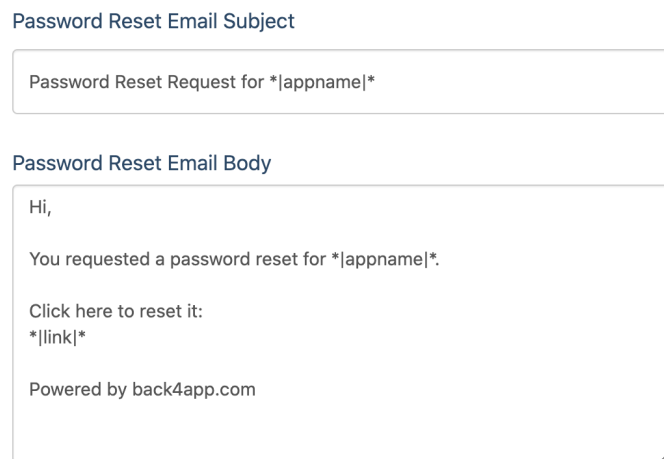 Password Reset Email Subject
Password Reset Request for *|appname|*
Password Reset Email Body
Hi,
You requested a password reset for *|appname|*.
Click here to reset it:
*|link|*
Powered by back4app.com